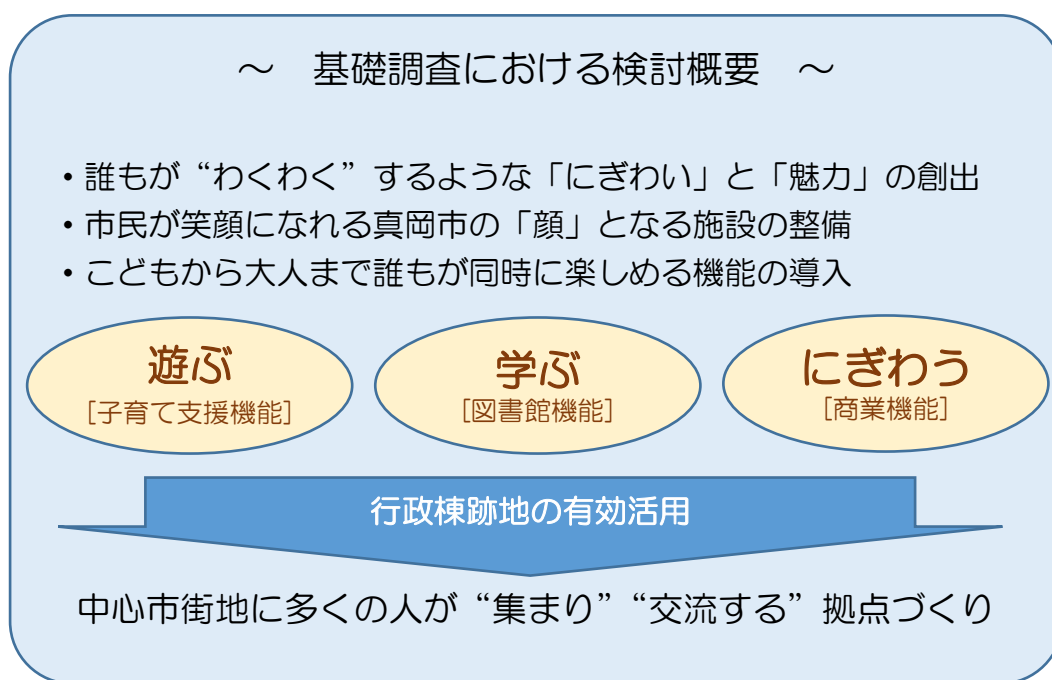 ～　基礎調査における検討概要　～
・誰もが“わくわく”するような「にぎわい」と「魅力」の創出
・市民が笑顔になれる真岡市の「顔」となる施設の整備
・こどもから大人まで誰もが同時に楽しめる機能の導入
遊ぶ
[子育て支援機能]
学ぶ
[図書館機能]
にぎわう
[商業機能]
行政棟跡地の有効活用
中心市街地に多くの人が“集まり”“交流する”拠点づくり